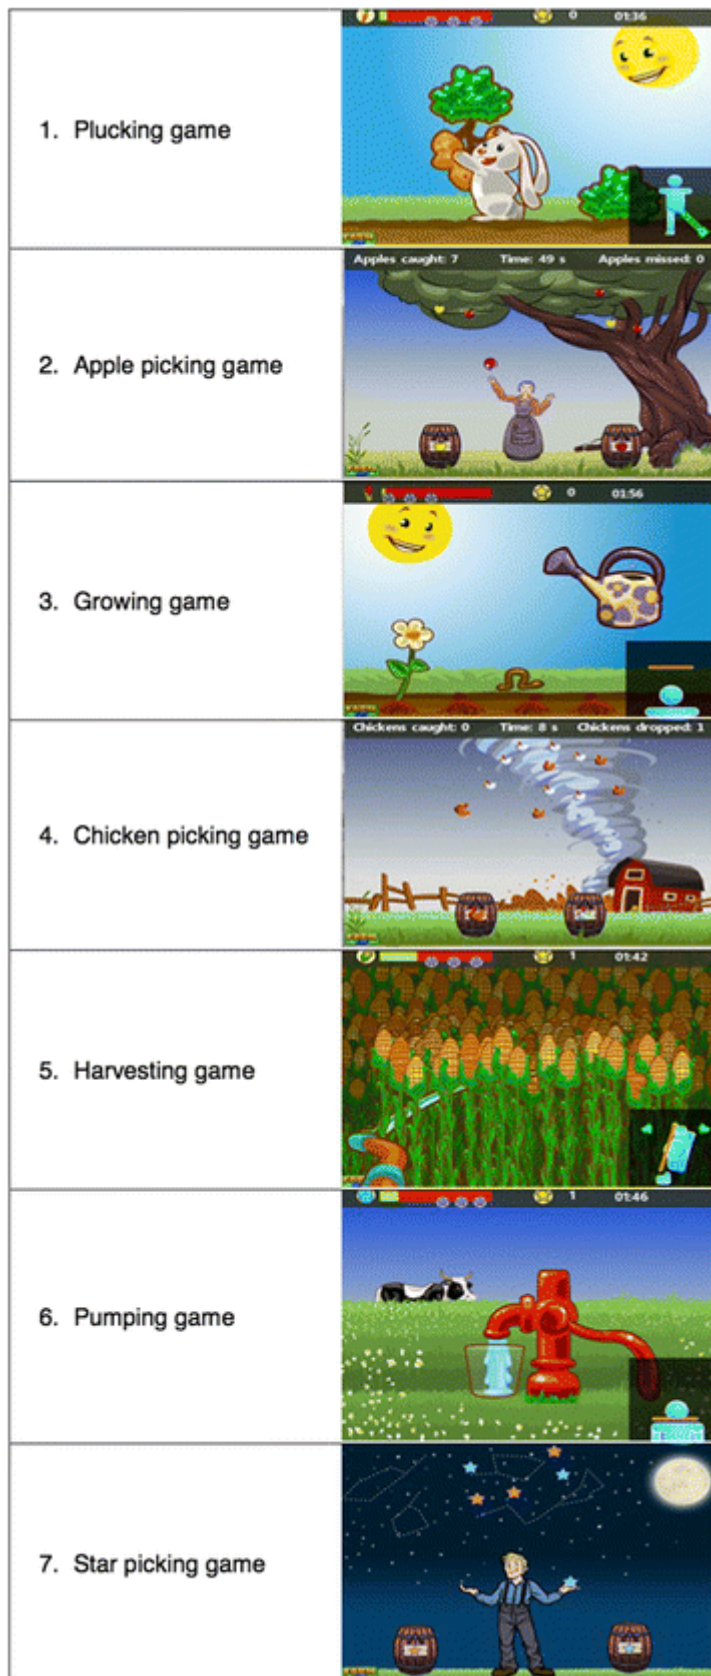 0 01:36
1. Plucking game
Apples caught: 7 Time: 49 s Apples missed: 0
2. Apple picking game
0 01:56
3. Growing game
Chickens caught: 0 Time: 8 s Chickens dropped: 1
4. Chicken picking game
1 01:42
5. Harvesting game
1 01:46
6. Pumping game
7. Star picking game